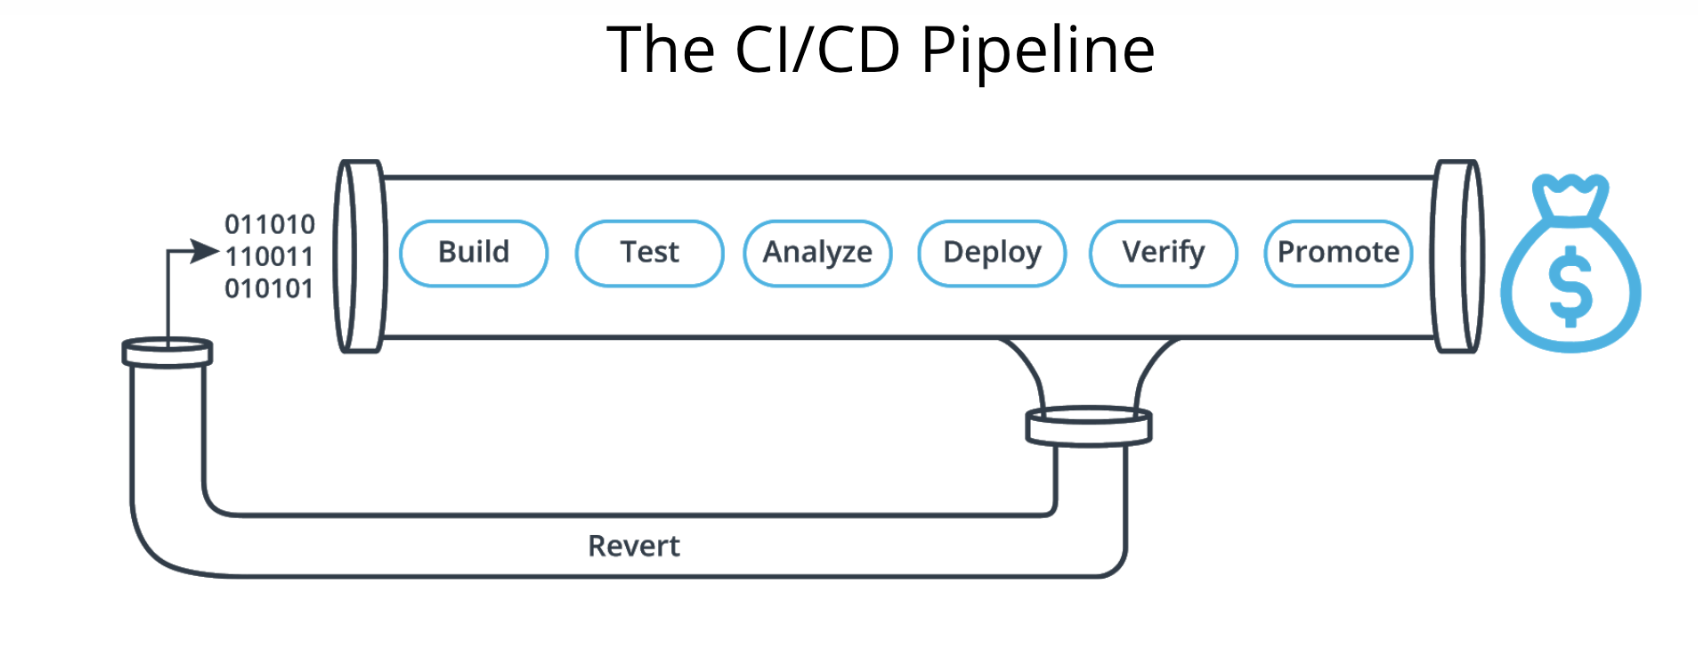 The CI/CD Pipeline
011010
110011
010101
Build
Test
Analyze
Deploy
Verify
Promote
$
Revert